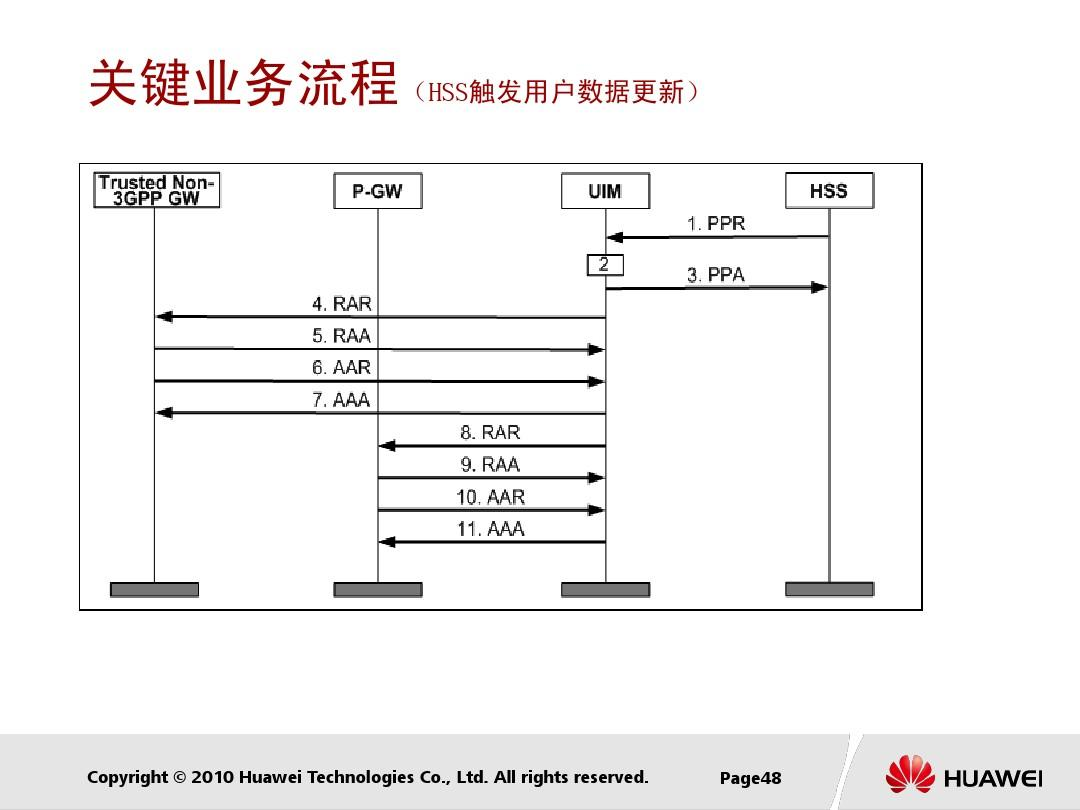 关键业务流程（HSS触发用户数据更新）
Trusted Non-
3GPP GW
P-GW
UIM
HSS
1. PPR
2
3. PPA
4. RAR
5. RAA
6. AAR
7. AAA
8. RAR
9. RAA
10. AAR
11. AAA
Copyright © 2010 Huawei Technologies Co., Ltd. All rights reserved.
Page48
HUAWEI